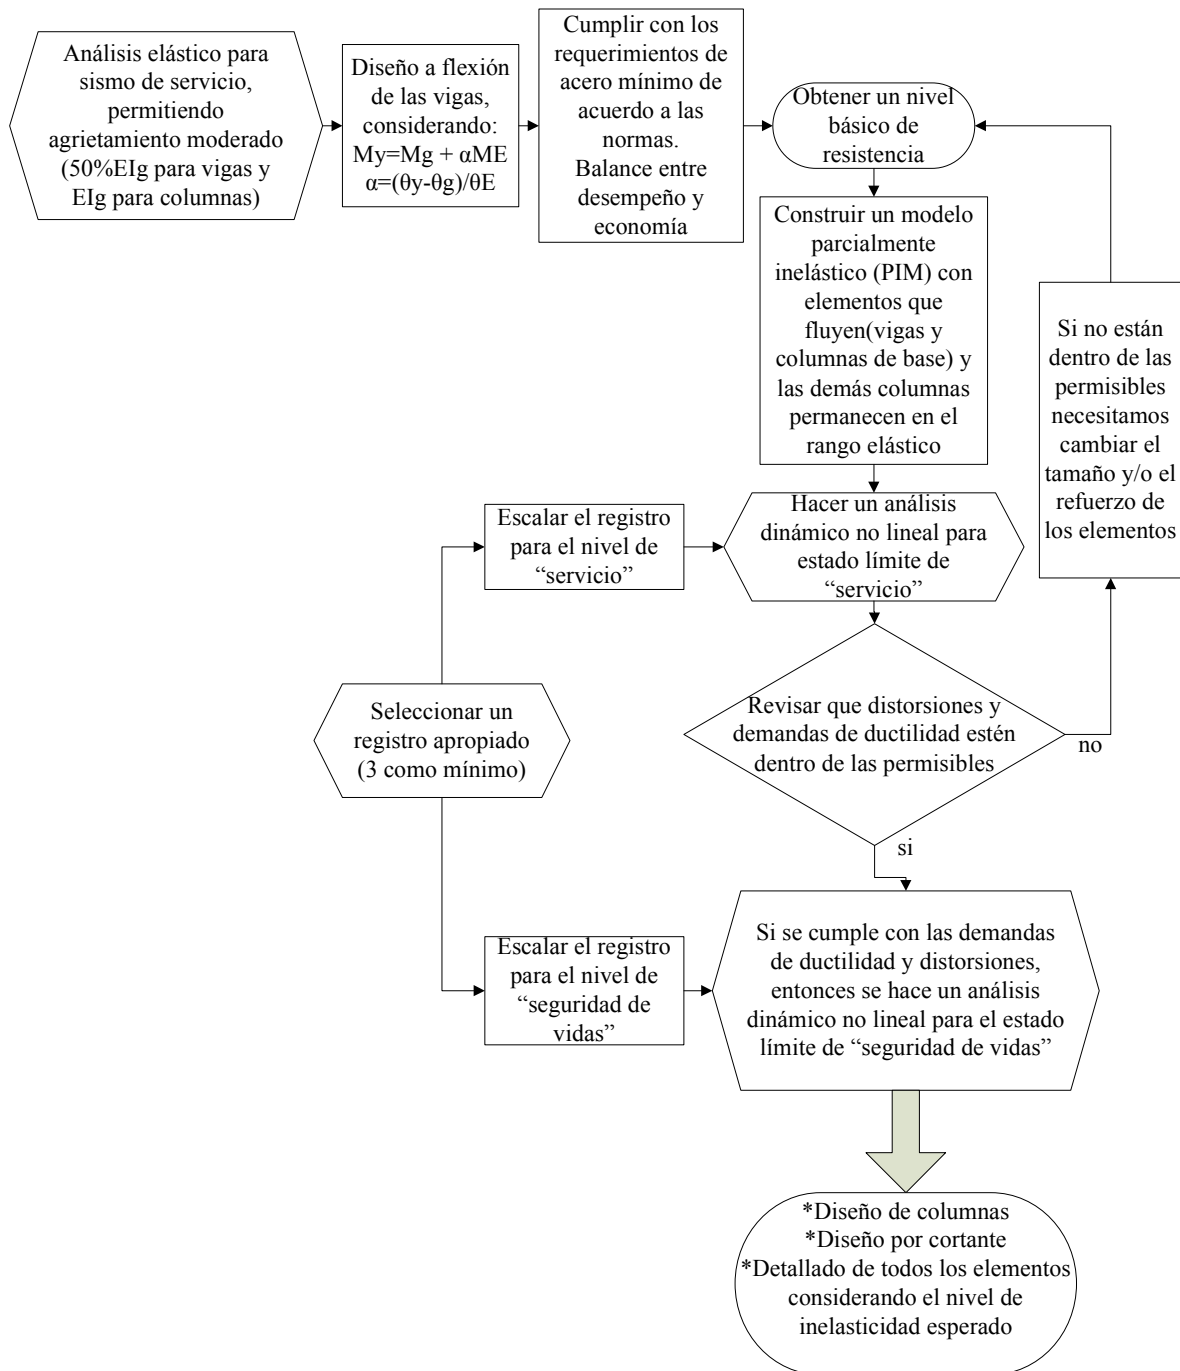 Análisis elástico para
sismo de servicio,
permitiendo
agrietamiento moderado
(50%EIg para vigas y
EIg para columnas)
Diseño a flexión
de las vigas,
considerando:
My=Mg + αME
α=(θy-θg)/θE
Cumplir con los
requerimientos de
acero mínimo de
acuerdo a las
normas.
Balance entre
desempeño y
economía
Obtener un nivel
básico de
resistencia
Construir un modelo
parcialmente
inelástico (PIM) con
elementos que
fluyen(vigas y
columnas de base) y
las demás columnas
permanecen en el
rango elástico
Si no están
dentro de las
permisibles
necesitamos
cambiar el
tamaño y/o el
refuerzo de
los elementos
Escalar el registro
para el nivel de
“servicio”
Hacer un análisis
dinámico no lineal para
estado límite de
“servicio”
Seleccionar un
registro apropiado
(3 como mínimo)
Revisar que distorsiones y
demandas de ductilidad estén
dentro de las permisibles
no
si
Escalar el registro
para el nivel de
“seguridad de
vidas”
Si se cumple con las demandas
de ductilidad y distorsiones,
entonces se hace un análisis
dinámico no lineal para el estado
límite de “seguridad de vidas”
*Diseño de columnas
*Diseño por cortante
*Detallado de todos los elementos
considerando el nivel de
inelasticidad esperado